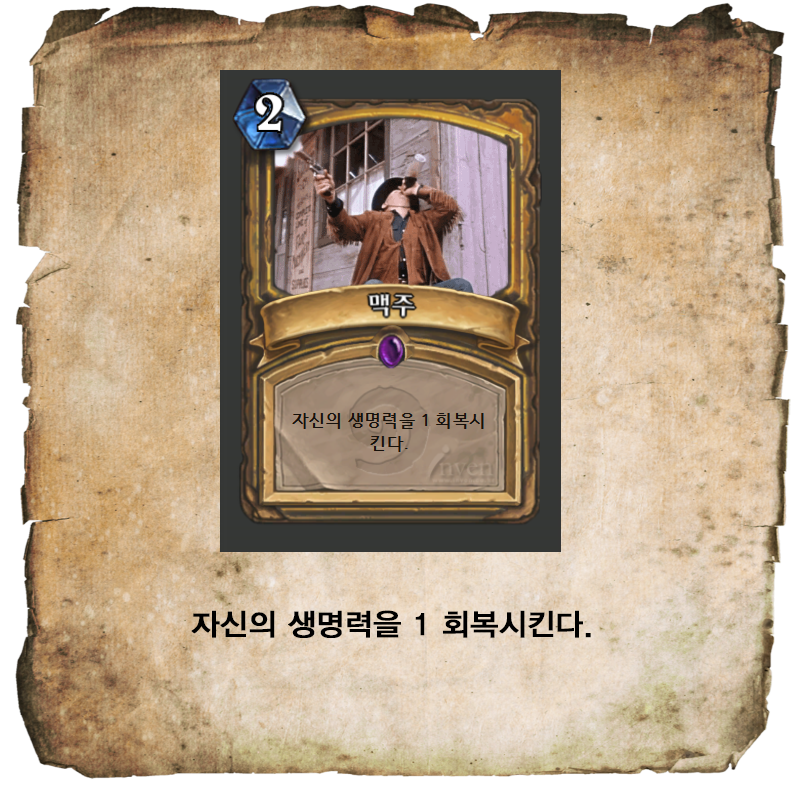 2
맥주
자신의 생명력을 1 회복시
킨다.
inven
자신의 생명력을 1 회복시킨다.